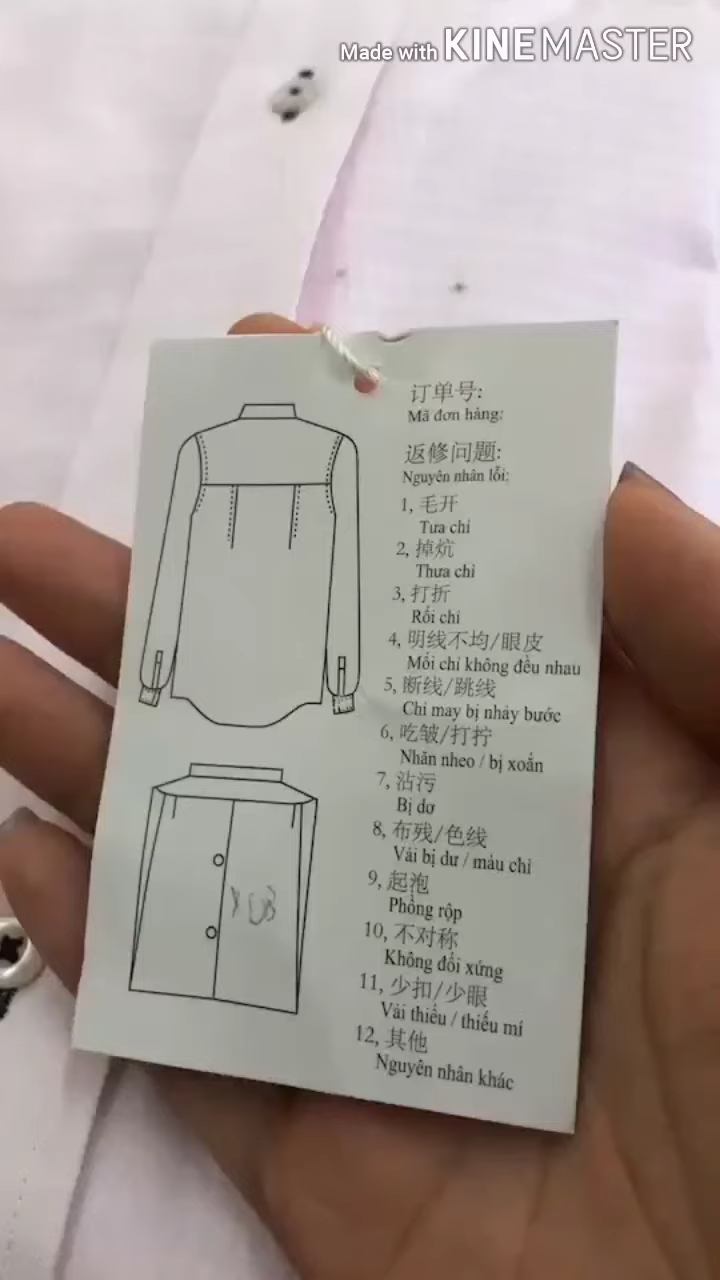 Made with KINEMASTER
订单号:
Mã đơn hàng:
返修问题:
Nguyên nhân lỗi:
1, 毛开
Tưa chỉ
2, 掉炕
Thưa chỉ
3, 打折
Rối chỉ
4, 明线不均/眼皮
Mối chỉ không đều nhau
5, 断线/跳线
Chỉ may bị nhảy bước
6, 吃皱/打拧
Nhăn nheo / bị xoắn
7, 沾污
Bị dơ
8, 布残/色线
Vải bị dư / màu chỉ
9, 起泡
Phồng rộp
10, 不对称
Không đối xứng
11, 少扣/少眼
Vải thiếu / thiếu mí
12, 其他
Nguyên nhân khác